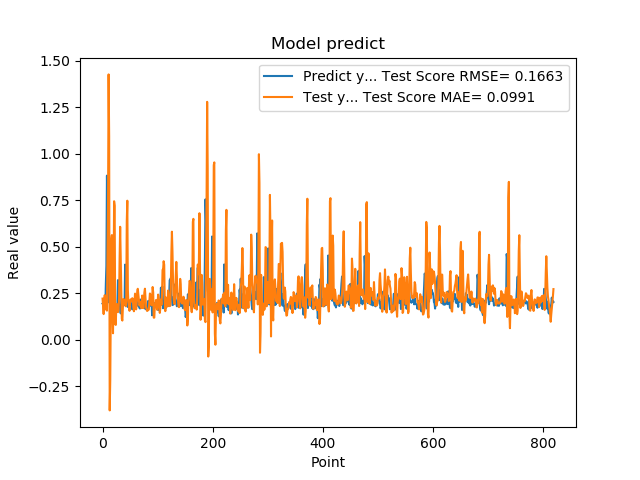 Model predict
Predict y... Test Score RMSE= 0.1663
Test y... Test Score MAE= 0.0991
1.50
1.25
1.00
0.75
0.50
0.25
0.00
−0.25
Real value
0 200 400 600 800
Point